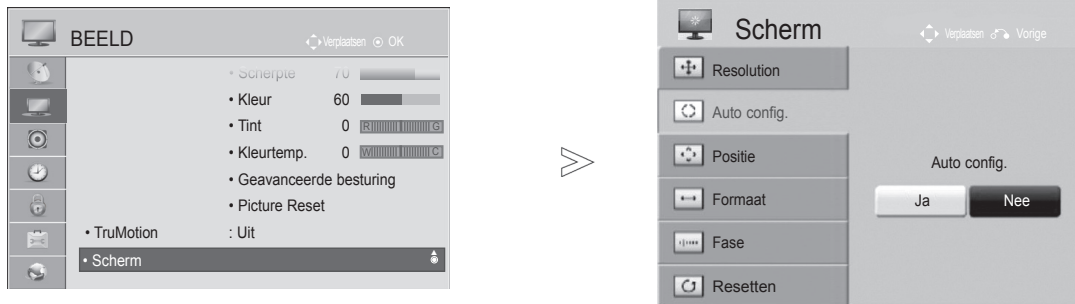 BEELD
Verplaatsen OK
• Scherpte 70
• Kleur 60
• Tint 0 R G
• Kleurtemp. 0 W C
• Geavanceerde besturing
• Picture Reset
• TruMotion : Uit
• Scherm
Scherm
Verplaatsen Vorige
Resolution
Auto config.
Positie
Formaat
Fase
Resetten
Auto config.
Ja Nee